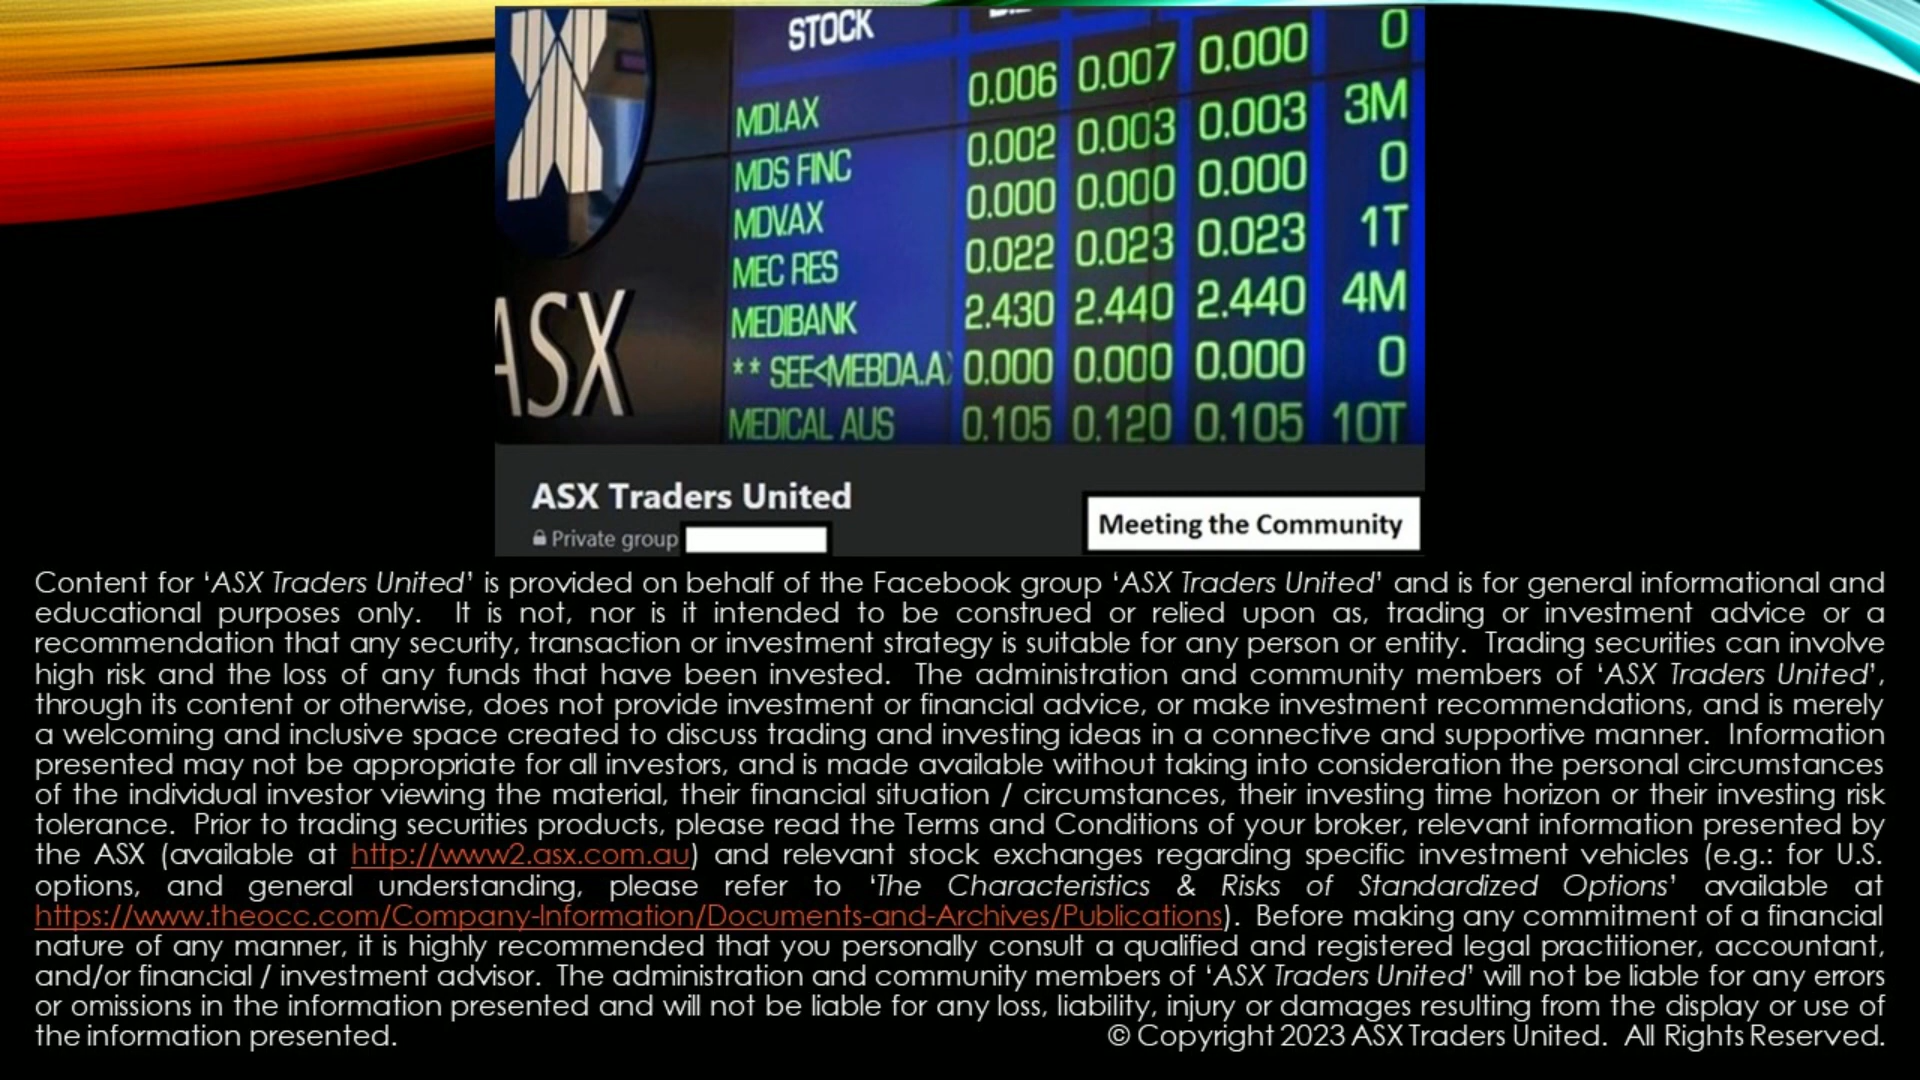 STOCK
0.006 0.007 0.000 0
MDI.AX
0.002 0.003 0.003 3M
MDS FINC
0.000 0.000 0.000 0
MDV.AX
0.022 0.023 0.023 1T
MEC RES
2.430 2.440 2.440 4M
MEDIBANK
** SEE<MEBDA.A 0.000 0.000 0.000 0
MEDICAL AUS 0.105 0.120 0.105 10T
ASX
ASX Traders United
Private group
Meeting the Community
Content for ‘ASX Traders United’ is provided on behalf of the Facebook group ‘ASX Traders United’ and is for general informational and
educational purposes only. It is not, nor is it intended to be construed or relied upon as, trading or investment advice or a
recommendation that any security, transaction or investment strategy is suitable for any person or entity. Trading securities can involve
high risk and the loss of any funds that have been invested. The administration and community members of ‘ASX Traders United’,
through its content or otherwise, does not provide investment or financial advice, or make investment recommendations, and is merely
a welcoming and inclusive space created to discuss trading and investing ideas in a connective and supportive manner. Information
presented may not be appropriate for all investors, and is made available without taking into consideration the personal circumstances
of the individual investor viewing the material, their financial situation / circumstances, their investing time horizon or their investing risk
tolerance. Prior to trading securities products, please read the Terms and Conditions of your broker, relevant information presented by
the ASX (available at http://www2.asx.com.au) and relevant stock exchanges regarding specific investment vehicles (e.g.: for U.S.
options, and general understanding, please refer to ‘The Characteristics & Risks of Standardized Options’ available at
https://www.theocc.com/Company-Information/Documents-and-Archives/Publications). Before making any commitment of a financial
nature of any manner, it is highly recommended that you personally consult a qualified and registered legal practitioner, accountant,
and/or financial / investment advisor. The administration and community members of ‘ASX Traders United’ will not be liable for any errors
or omissions in the information presented and will not be liable for any loss, liability, injury or damages resulting from the display or use of
the information presented. © Copyright 2023 ASX Traders United. All Rights Reserved.